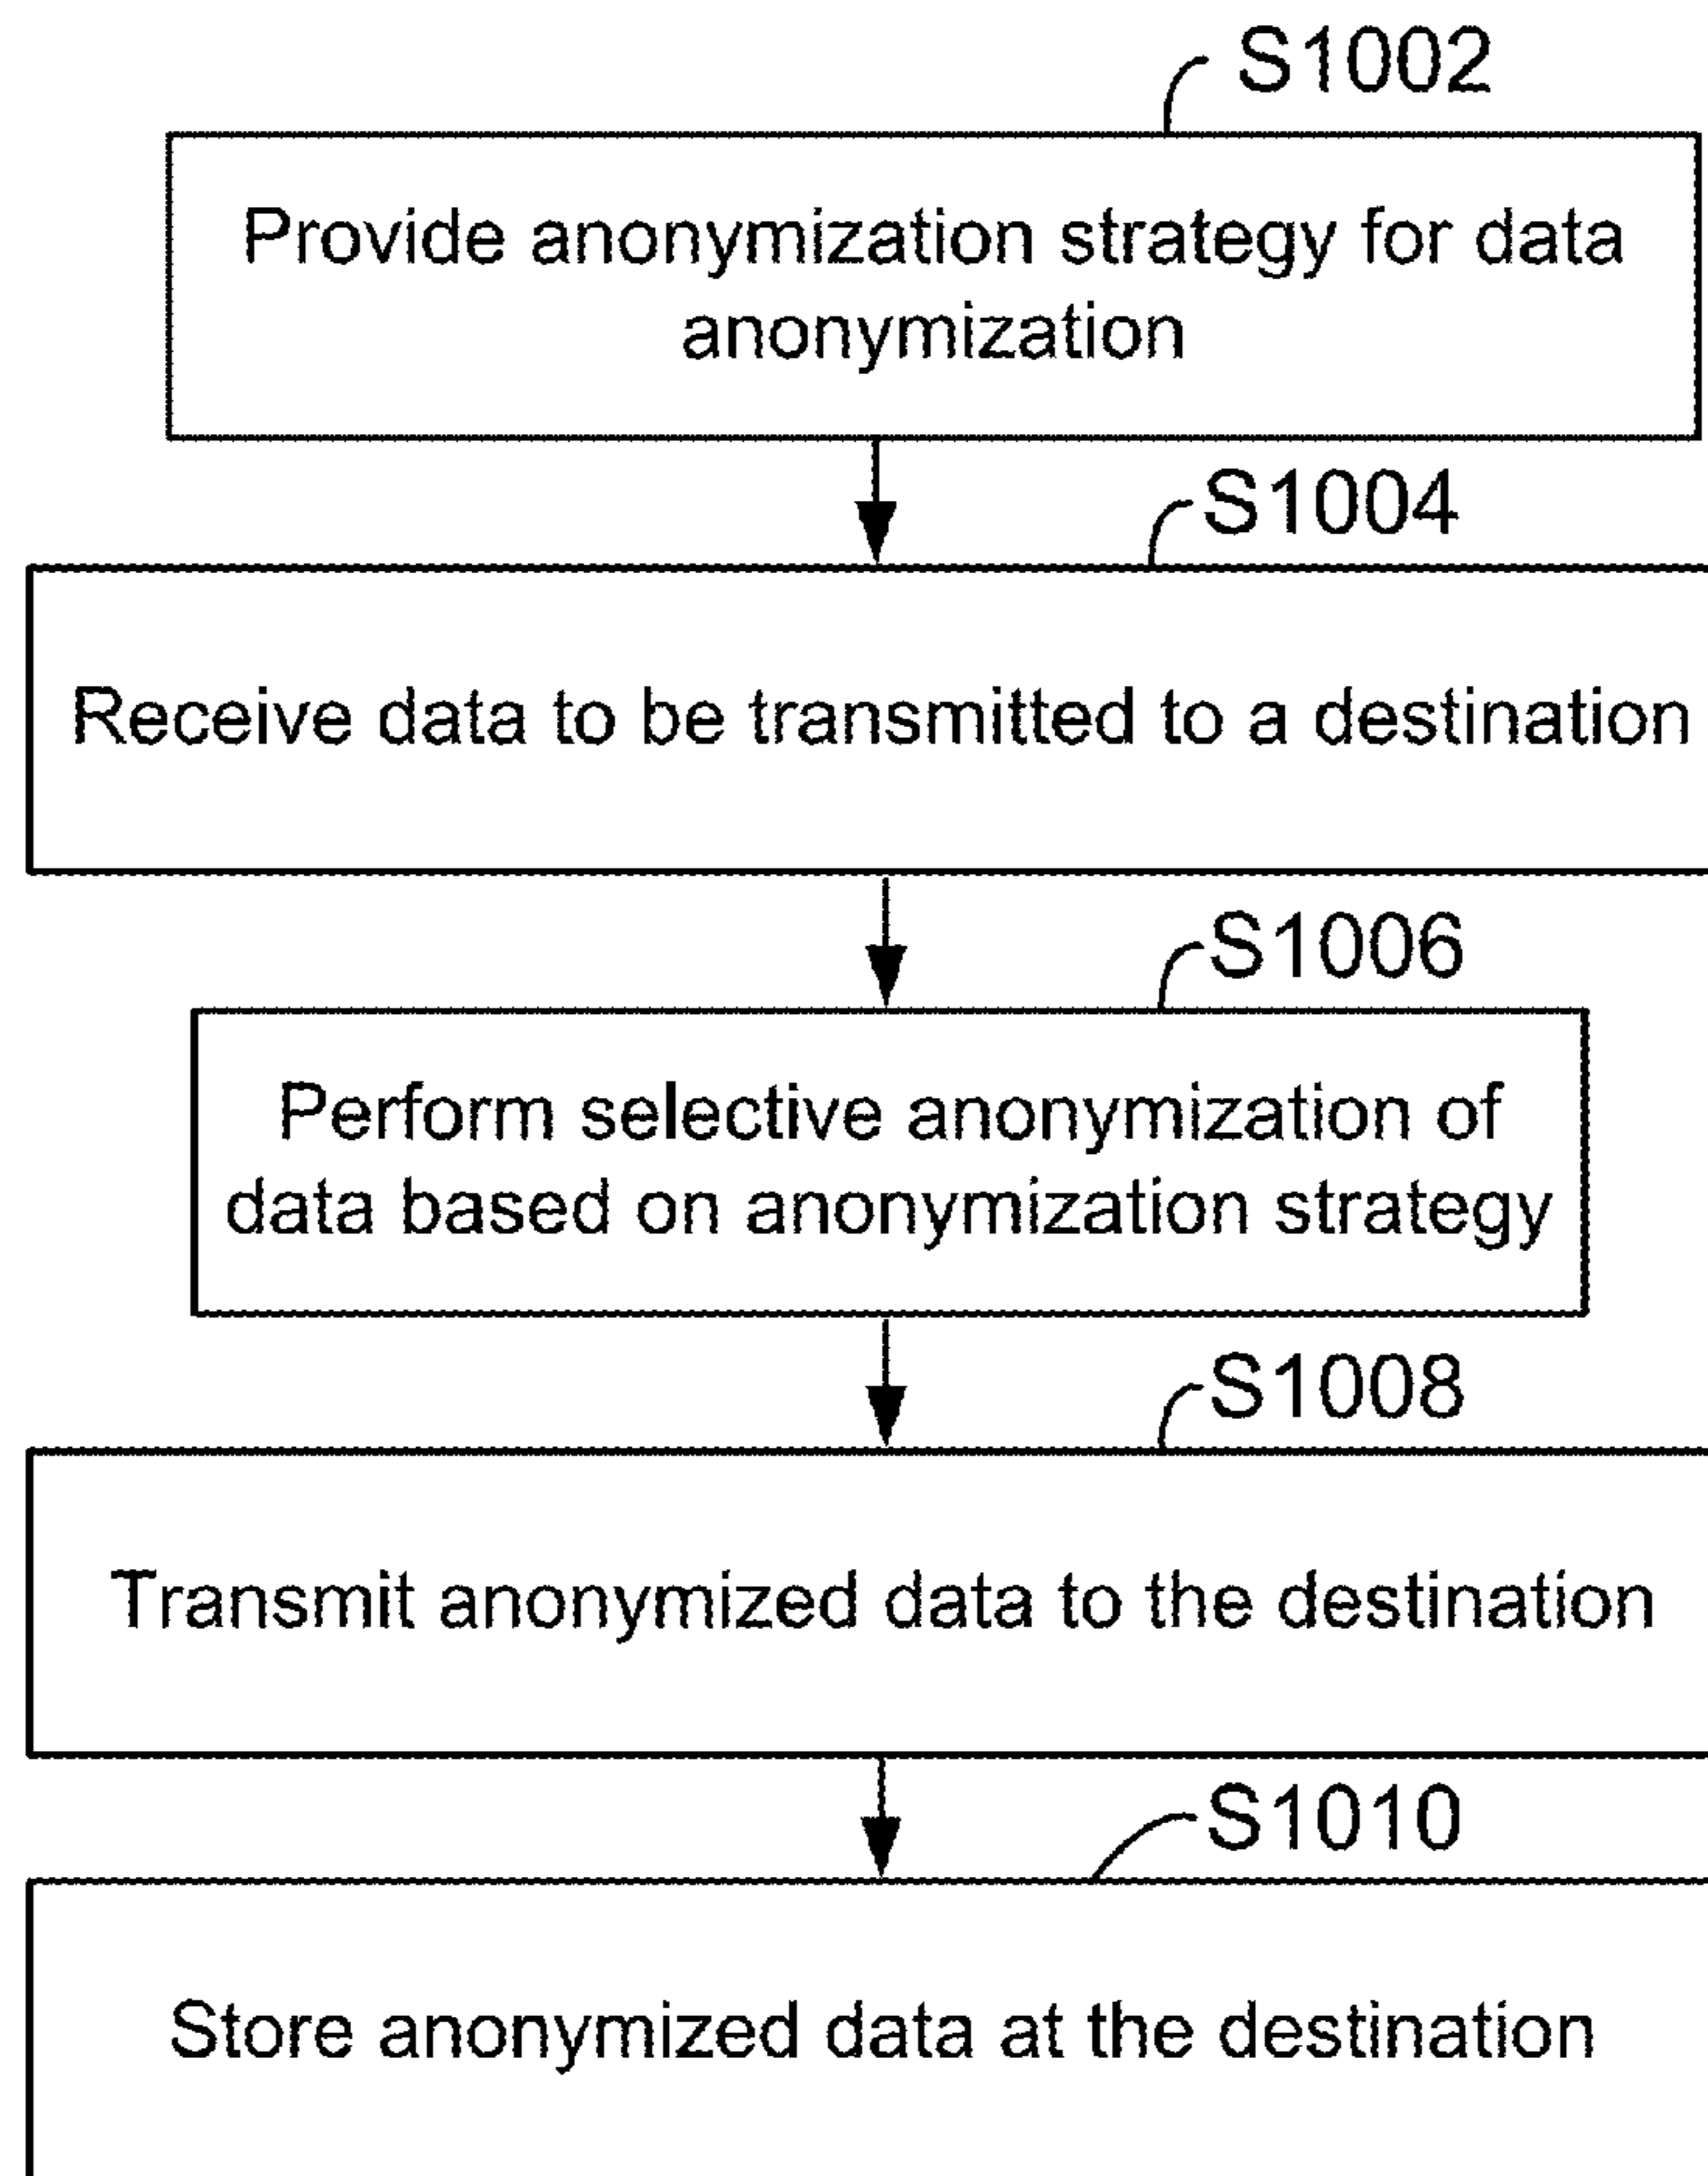 S1002
Provide anonymization strategy for data
anonymization
S1004
Receive data to be transmitted to a destination
S1006
Perform selective anonymization of
data based on anonymization strategy
S1008
Transmit anonymized data to the destination
S1010
Store anonymized data at the destination